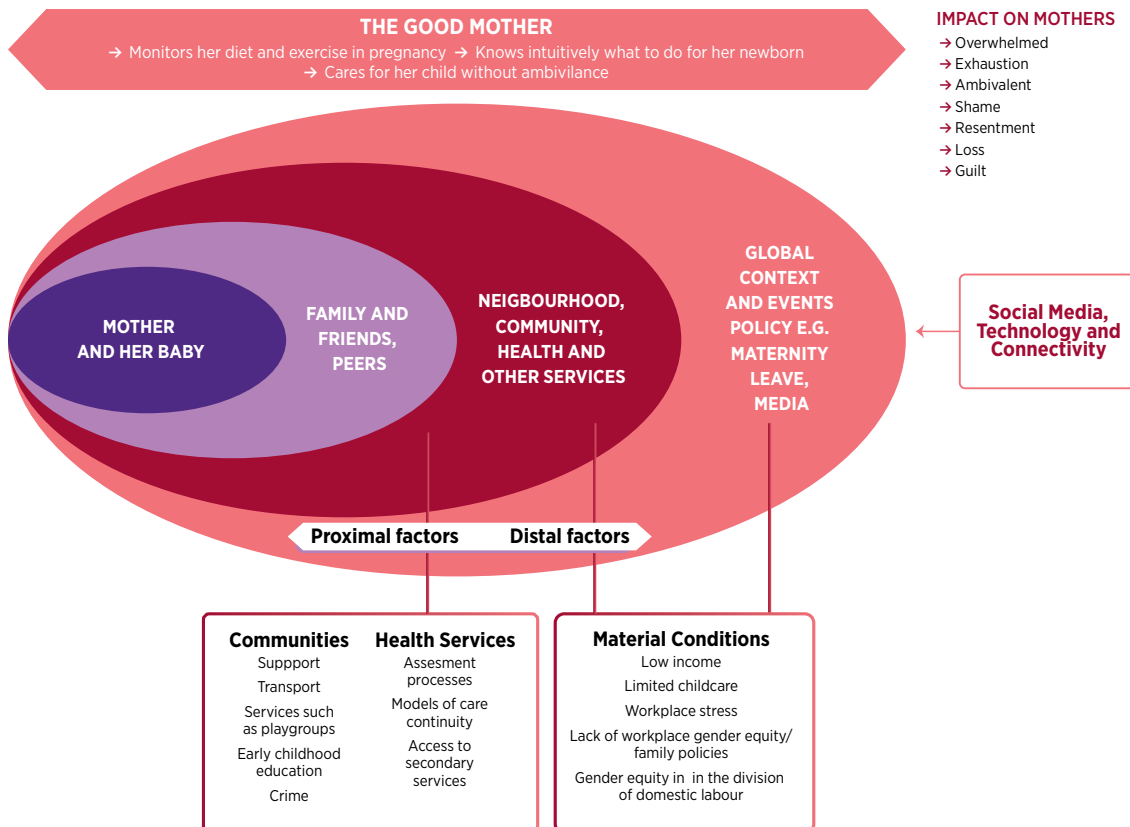 THE GOOD MOTHER
→ Monitors her diet and exercise in pregnancy → Knows intuitively what to do for her newborn
→ Cares for her child without ambivilance
IMPACT ON MOTHERS
→ Overwhelmed
→ Exhaustion
→ Ambivalent
→ Shame
→ Resentment
→ Loss
→ Guilt
MOTHER
AND HER BABY
FAMILY AND
FRIENDS,
PEERS
NEIGBOURHOOD,
COMMUNITY,
HEALTH AND
OTHER SERVICES
GLOBAL
CONTEXT
AND EVENTS
POLICY E.G.
MATERNITY
LEAVE,
MEDIA
Social Media,
Technology and
Connectivity
Proximal factors
Distal factors
Communities
Suppport
Transport
Services such
as playgroups
Early childhood
education
Crime
Health Services
Assesment
processes
Models of care
continuity
Access to
secondary
services
Material Conditions
Low income
Limited childcare
Workplace stress
Lack of workplace gender equity/
family policies
Gender equity in in the division
of domestic labour